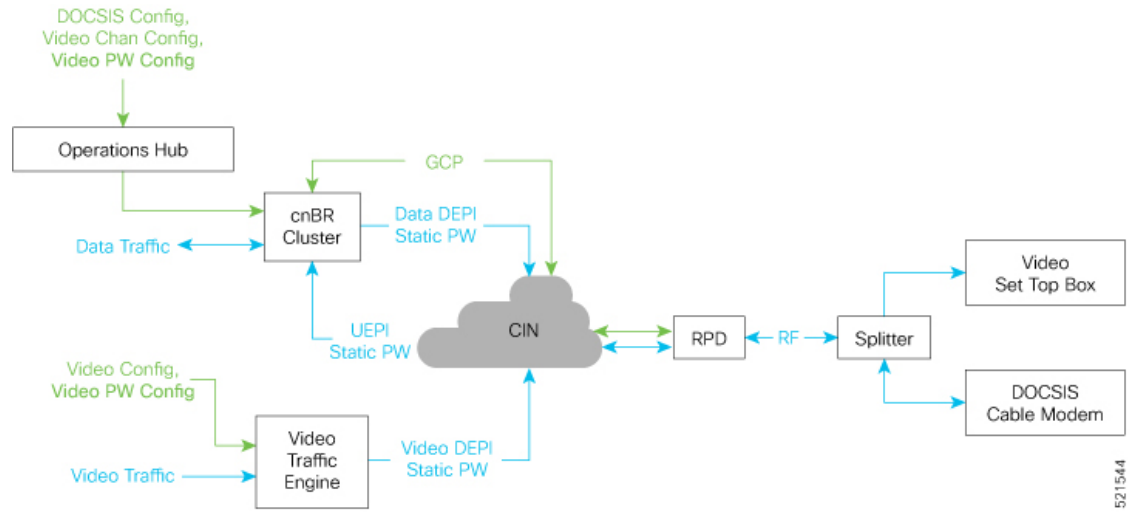 DOCSIS Config,
Video Chan Config,
Video PW Config
Operations Hub
GCP
cnBR
Cluster
Data DEPI
Static PW
Data Traffic
UEPI
Static PW
CIN
RPD
RF
Splitter
Video
Set Top Box
DOCSIS
Cable Modem
Video Config,
Video PW Config
Video
Traffic
Engine
Video DEPI
Static PW
Video Traffic
521544